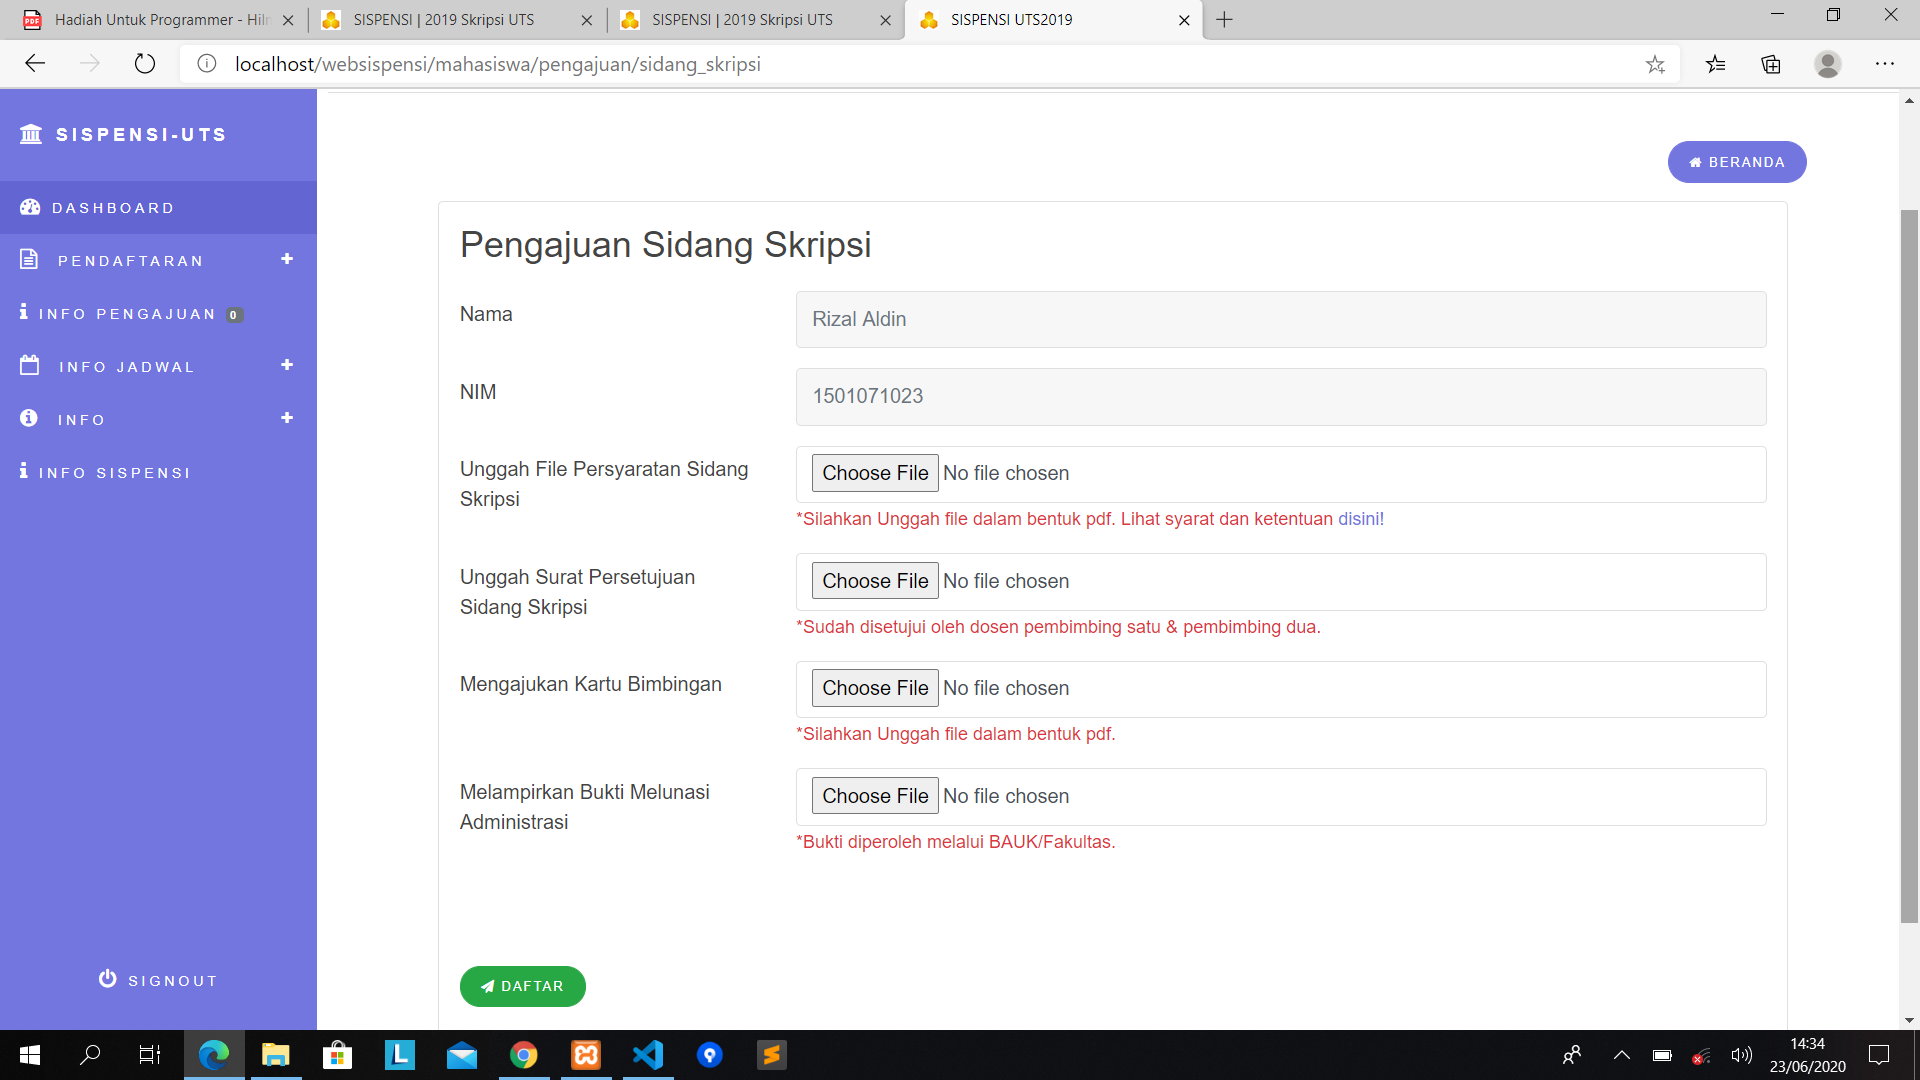 Hadiah Untuk Programmer - Hiln
SISPENSI | 2019 Skripsi UTS
SISPENSI | 2019 Skripsi UTS
SISPENSI UTS2019
localhost/websispensi/mahasiswa/pengajuan/sidang_skripsi
SISPENSI-UTS
BERANDA
DASHBOARD
PENDAFTARAN
INFO PENGAJUAN 0
INFO JADWAL
INFO
INFO SISPENSI
SIGNOUT
Pengajuan Sidang Skripsi
Nama
Rizal Aldin
NIM
1501071023
Unggah File Persyaratan Sidang
Skripsi
Choose File No file chosen
*Silahkan Unggah file dalam bentuk pdf. Lihat syarat dan ketentuan disini!
Unggah Surat Persetujuan
Sidang Skripsi
Choose File No file chosen
*Sudah disetujui oleh dosen pembimbing satu & pembimbing dua.
Mengajukan Kartu Bimbingan
Choose File No file chosen
*Silahkan Unggah file dalam bentuk pdf.
Melampirkan Bukti Melunasi
Administrasi
Choose File No file chosen
*Bukti diperoleh melalui BAUK/Fakultas.
DAFTAR
14:34
23/06/2020